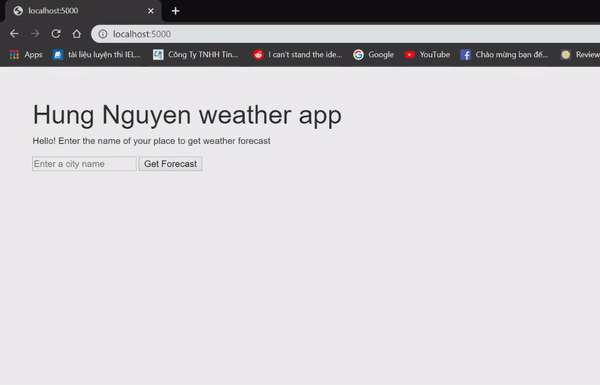 localhost:5000
localhost:5000
Apps tài liệu luyện thi IEL... Công Ty TNHH Tin... I can't stand the ide... Google YouTube Chào mừng bạn đế... Review
Hung Nguyen weather app
Hello! Enter the name of your place to get weather forecast
Enter a city name Get Forecast